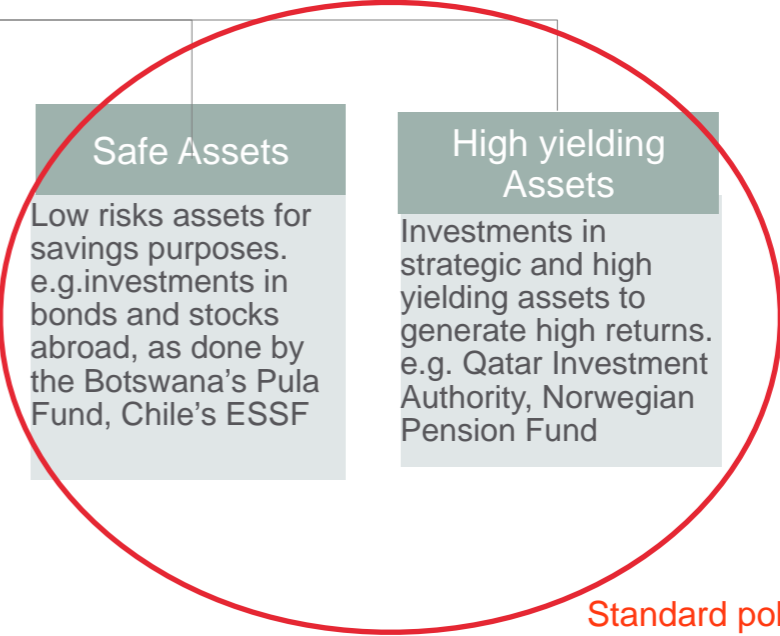 Safe Assets
Low risks assets for
savings purposes.
e.g.investments in
bonds and stocks
abroad, as done by
the Botswana's Pula
Fund, Chile's ESSF
High yielding
Assets
Investments in
strategic and high
yielding assets to
generate high returns.
e.g. Qatar Investment
Authority, Norwegian
Pension Fund
Standard pol